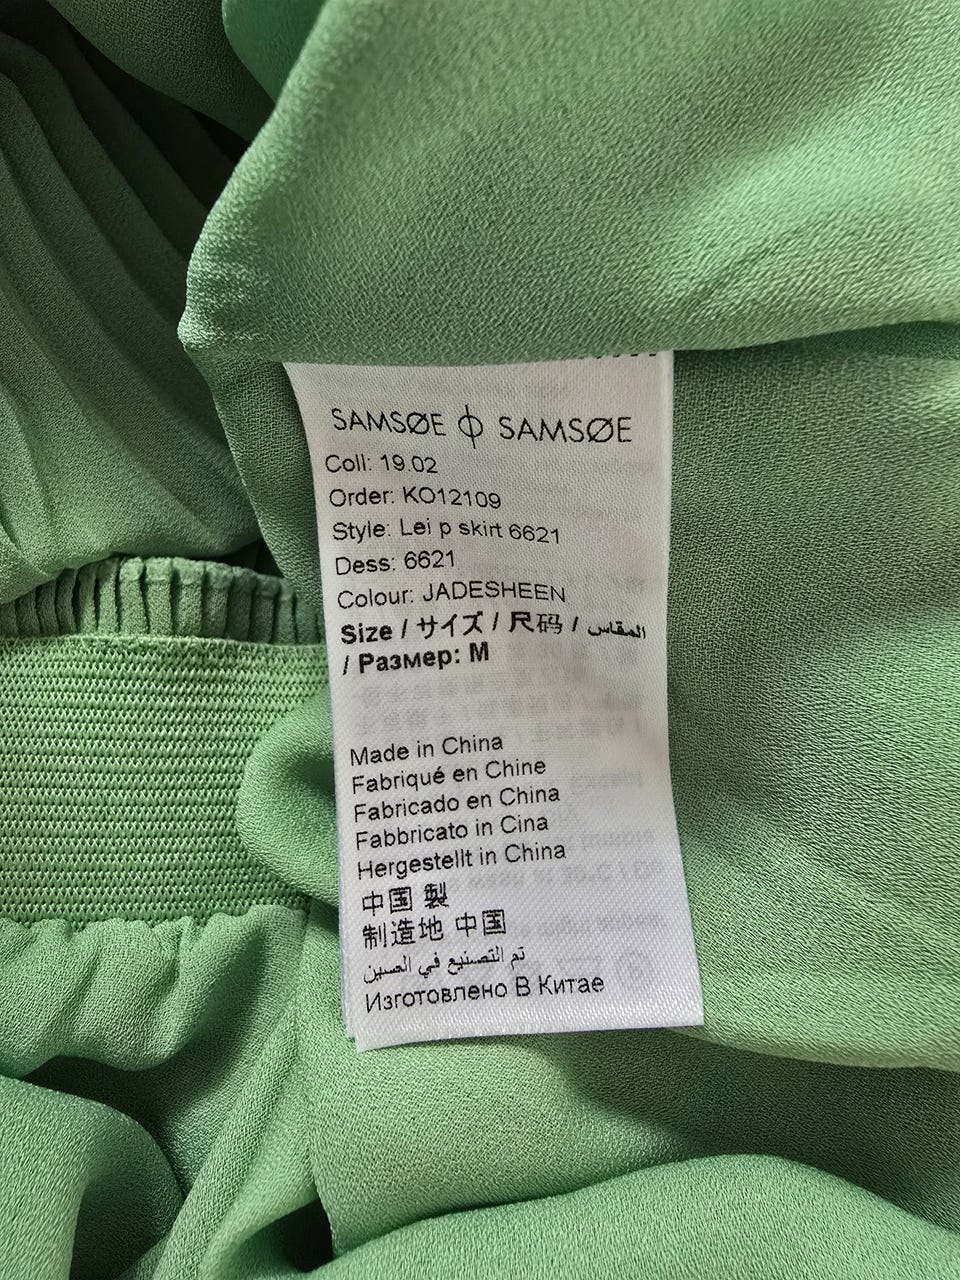 SAMSØE ϕ SAMSØE
Coll: 19.02
Order: KO12109
Style: Lei p skirt 6621
Dess: 6621
Colour: JADESHEEN
Size / サイズ / 尺码 / المقاس
/ Размер: M
Made in China
Fabriqué en Chine
Fabricado en China
Fabbricato in Cina
Hergestellt in China
中国 製
制造地 中国
تم التصنيع في الصين
Изготовлено В Китае